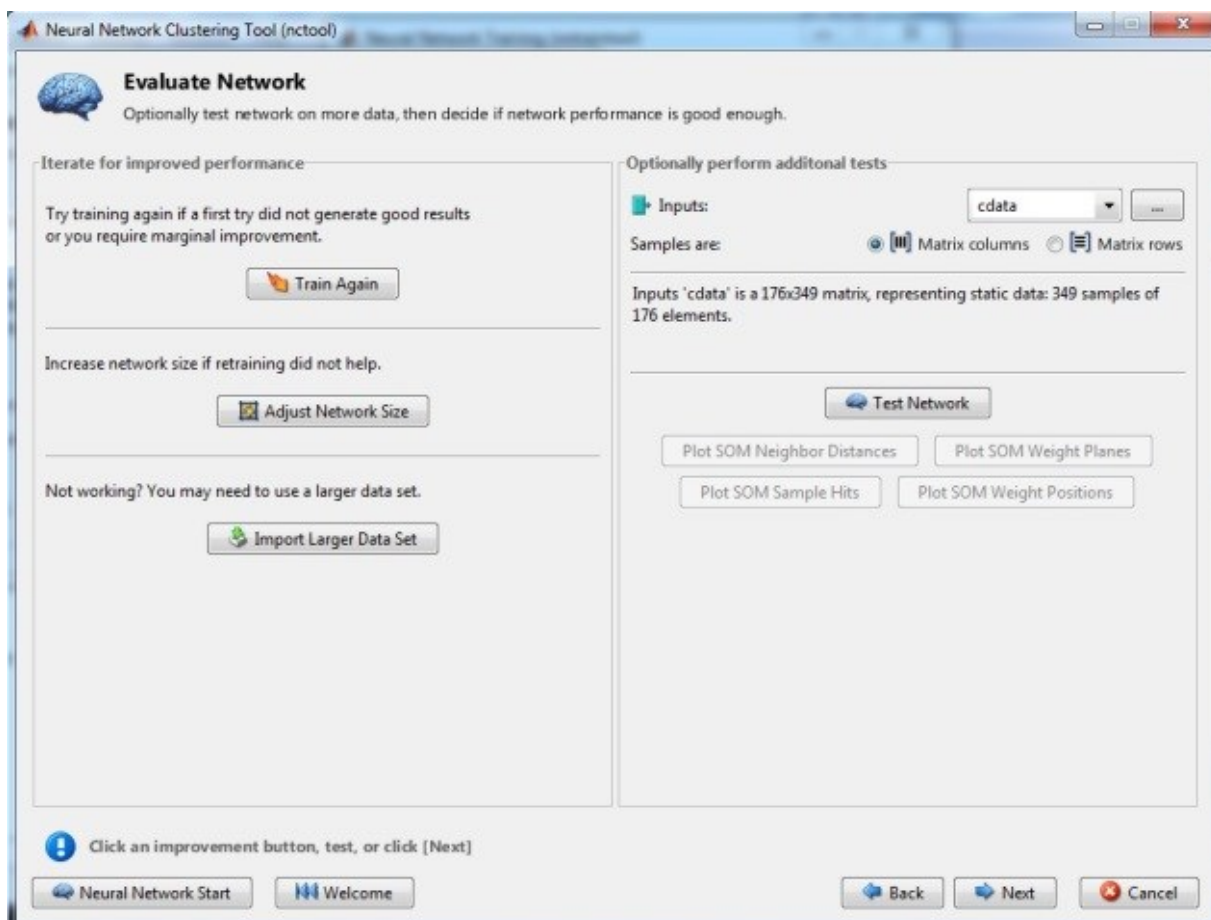 Neural Network Clustering Tool (nctool)
Evaluate Network
Optionally test network on more data, then decide if network performance is good enough.
Iterate for improved performance
Try training again if a first try did not generate good results
or you require marginal improvement.
Train Again
Increase network size if retraining did not help.
Adjust Network Size
Not working? You may need to use a larger data set.
Import Larger Data Set
Optionally perform additonal tests
Inputs:
cdata
...
Samples are:
Matrix columns
Matrix rows
Inputs 'cdata' is a 176x349 matrix, representing static data: 349 samples of
176 elements.
Test Network
Plot SOM Neighbor Distances
Plot SOM Weight Planes
Plot SOM Sample Hits
Plot SOM Weight Positions
Click an improvement button, test, or click [Next]
Neural Network Start
Welcome
Back
Next
Cancel